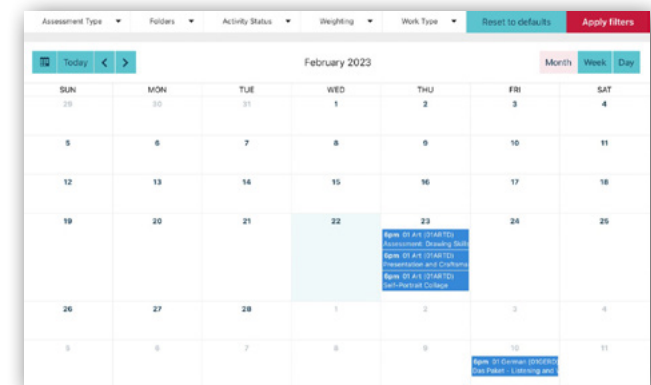 Assessment Type Folders Activity Status Weighting Work Type Reset to defaults Apply filters
Today < > February 2023 Month Week Day
SUN MON TUE WED THU FRI SAT
29 30 31 1 2 3 4
5 6 7 8 9 10 11
12 13 14 15 16 17 18
19 20 21 22 23 24 25
6pm 01 Art (01ARTD)
Assessment: Drawing Skills
6pm 01 Art (01ARTD)
Presentation and Craftsma
6pm 01 Art (01ARTD)
Self-Portrait College
26 27 28 1 2 3 4
5 6 7 8 9 10 11
6pm 01 German (01GERD)
Das Paket - Listening and